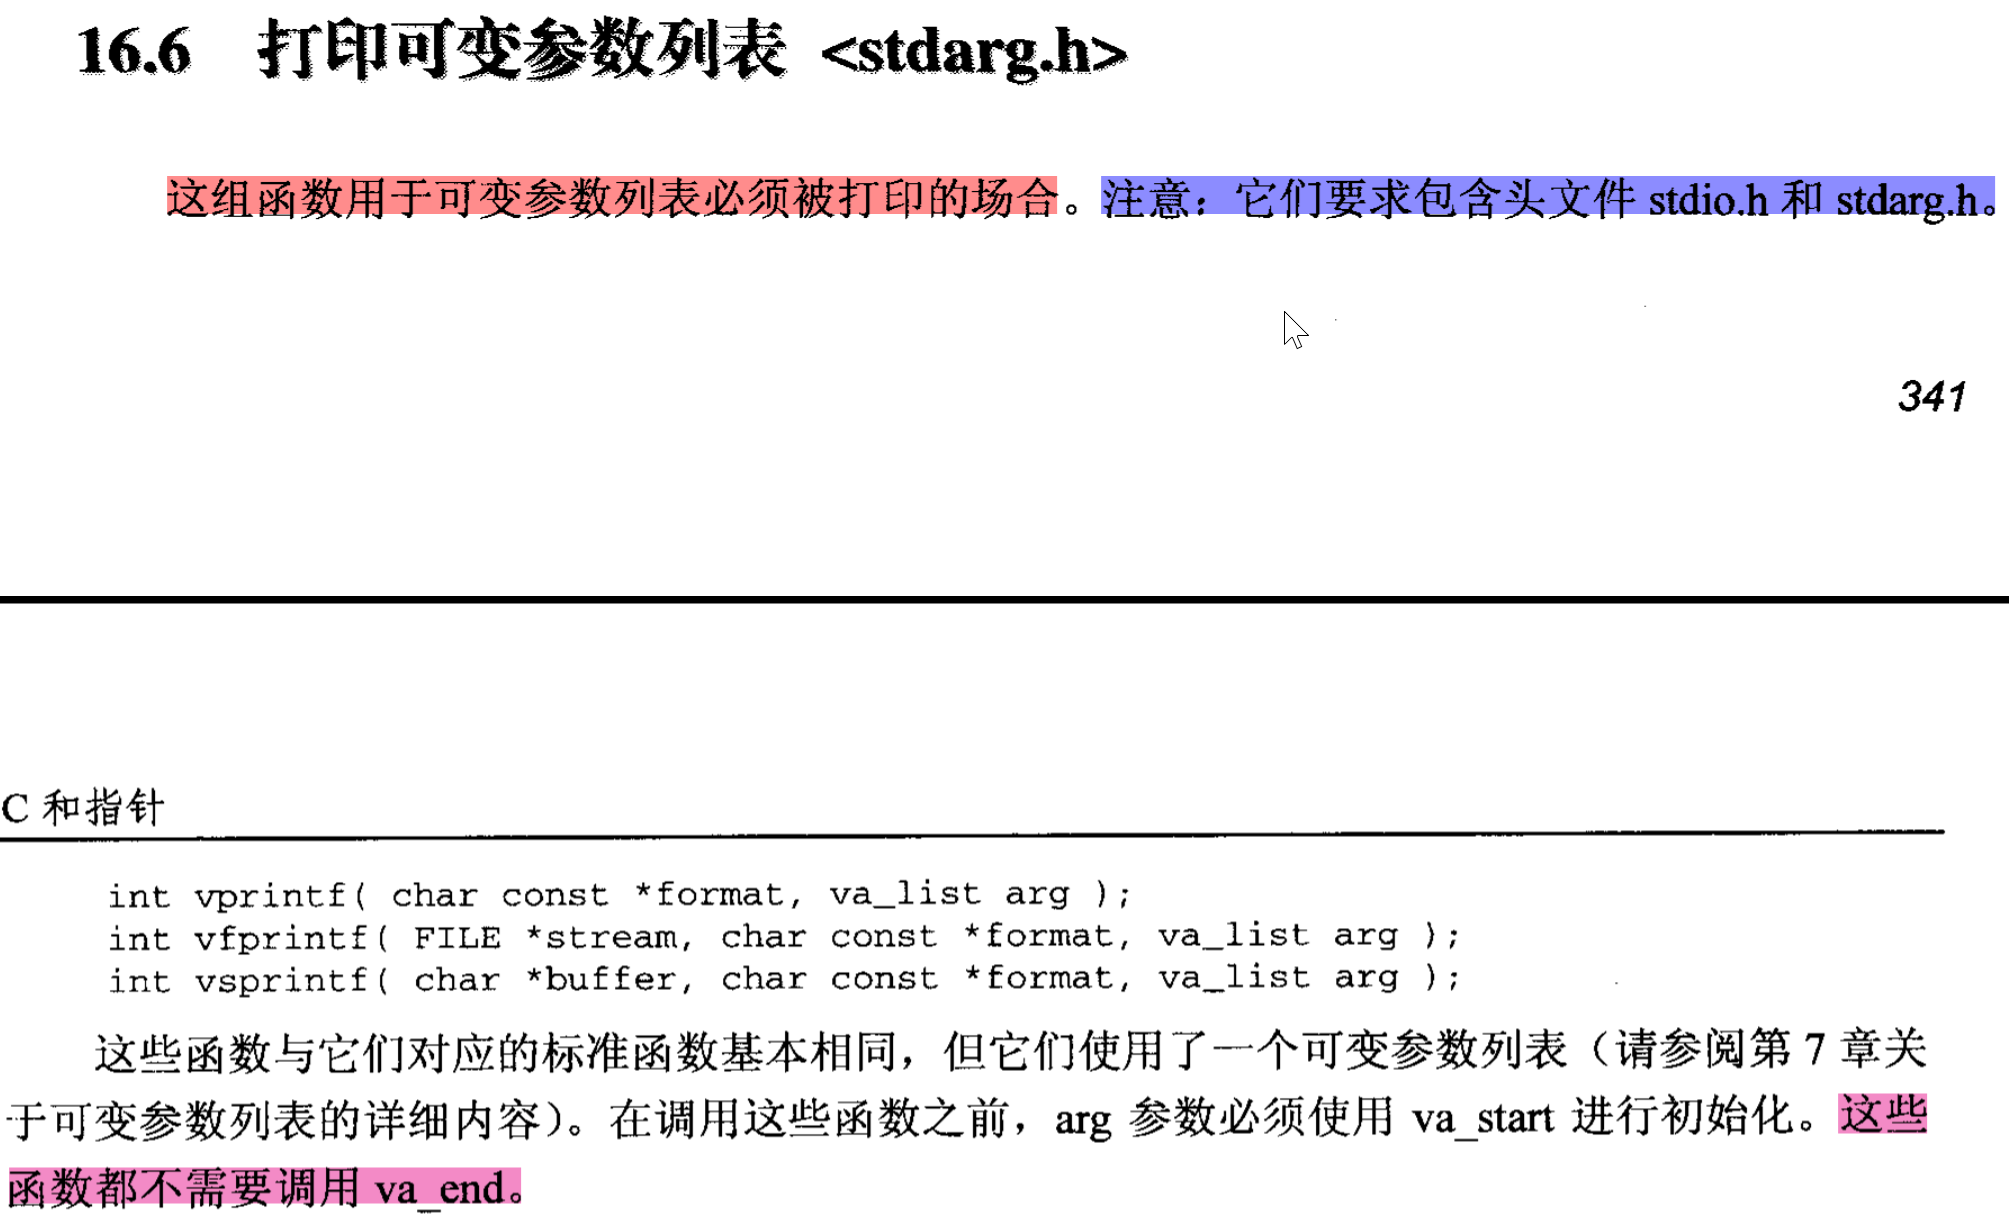 16.6 打印可变参数列表 <stdarg.h>
这组函数用于可变参数列表必须被打印的场合。注意：它们要求包含头文件 stdio.h 和 stdarg.h。
341
C 和指针
int vprintf( char const *format, va_list arg );
int vfprintf( FILE *stream, char const *format, va_list arg );
int vsprintf( char *buffer, char const *format, va_list arg );
这些函数与它们对应的标准函数基本相同，但它们使用了一个可变参数列表（请参阅第 7 章关
于可变参数列表的详细内容）。在调用这些函数之前，arg 参数必须使用 va_start 进行初始化。这些
函数都不需要调用 va_end。